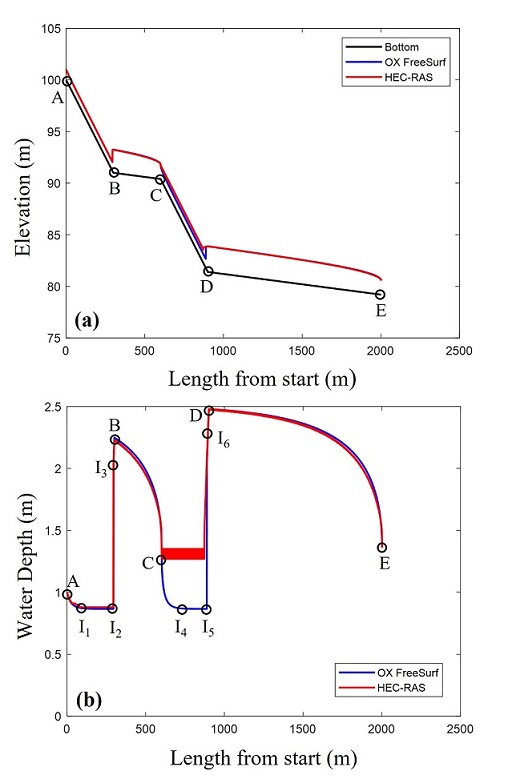 105
100
95
90
85
80
75
Elevation (m)
Bottom
OX FreeSurf
HEC-RAS
A
B
C
D
E
(a)
0
500
1000
1500
2000
2500
Length from start (m)
2.5
2
1.5
1
0.5
0
Water Depth (m)
A
B
C
D
E
I1
I2
I3
I4
I5
I6
(b)
OX FreeSurf
HEC-RAS
0
500
1000
1500
2000
2500
Length from start (m)